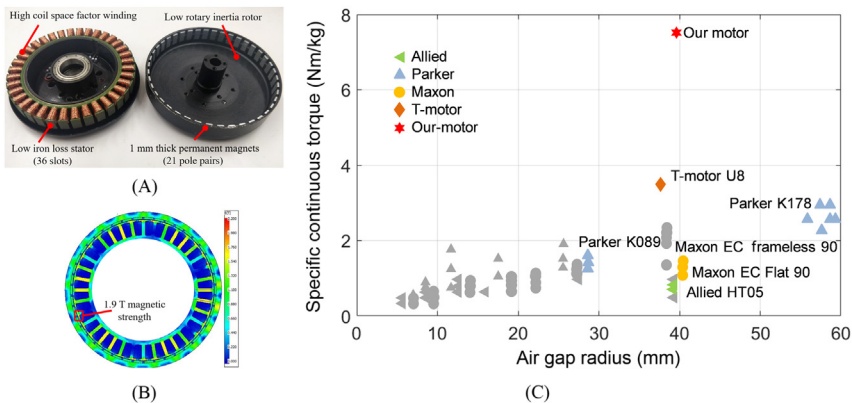 High coil space factor winding
Low rotary inertia rotor
Low iron loss stator
(36 slots)
1 mm thick permanent magnets
(21 pole pairs)
(A)
1.9 T magnetic
strength
(B)
Specific continuous torque (Nm/kg)
8
6
4
2
0
Allied
Parker
Maxon
T-motor
Our-motor
Our motor
T-motor U8
Parker K178
Parker K089
Maxon EC frameless 90
Maxon EC Flat 90
Allied HT05
0
10
20
30
40
50
60
Air gap radius (mm)
(C)